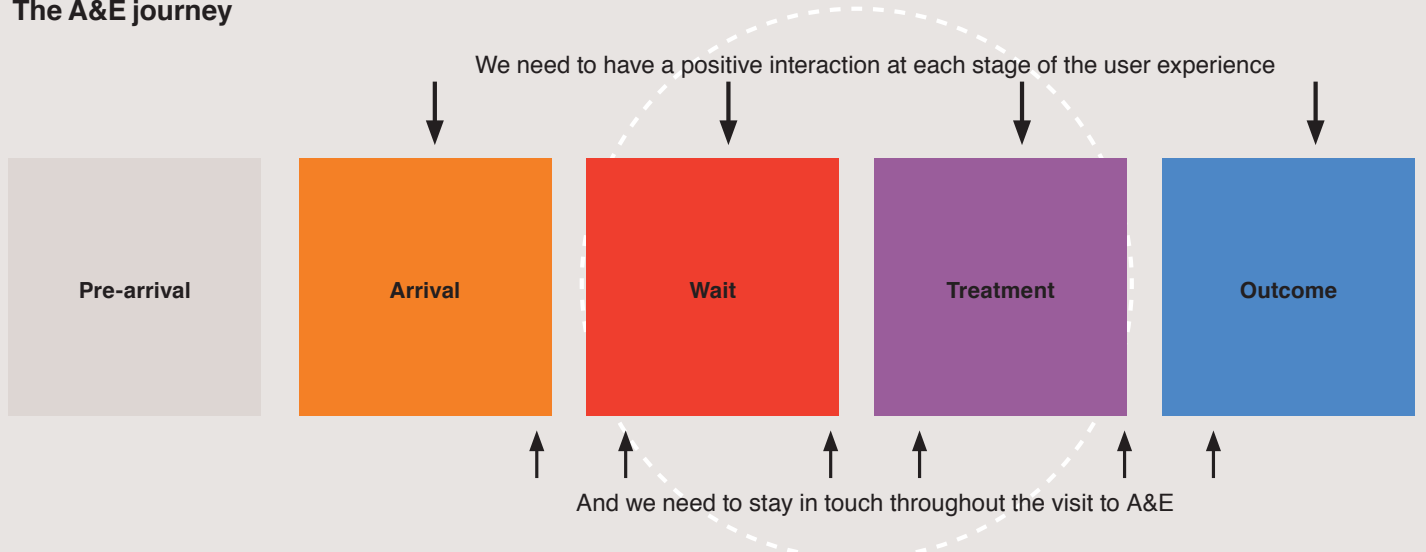 The A&E journey
We need to have a positive interaction at each stage of the user experience
Pre-arrival
Arrival
Wait
Treatment
Outcome
And we need to stay in touch throughout the visit to A&E